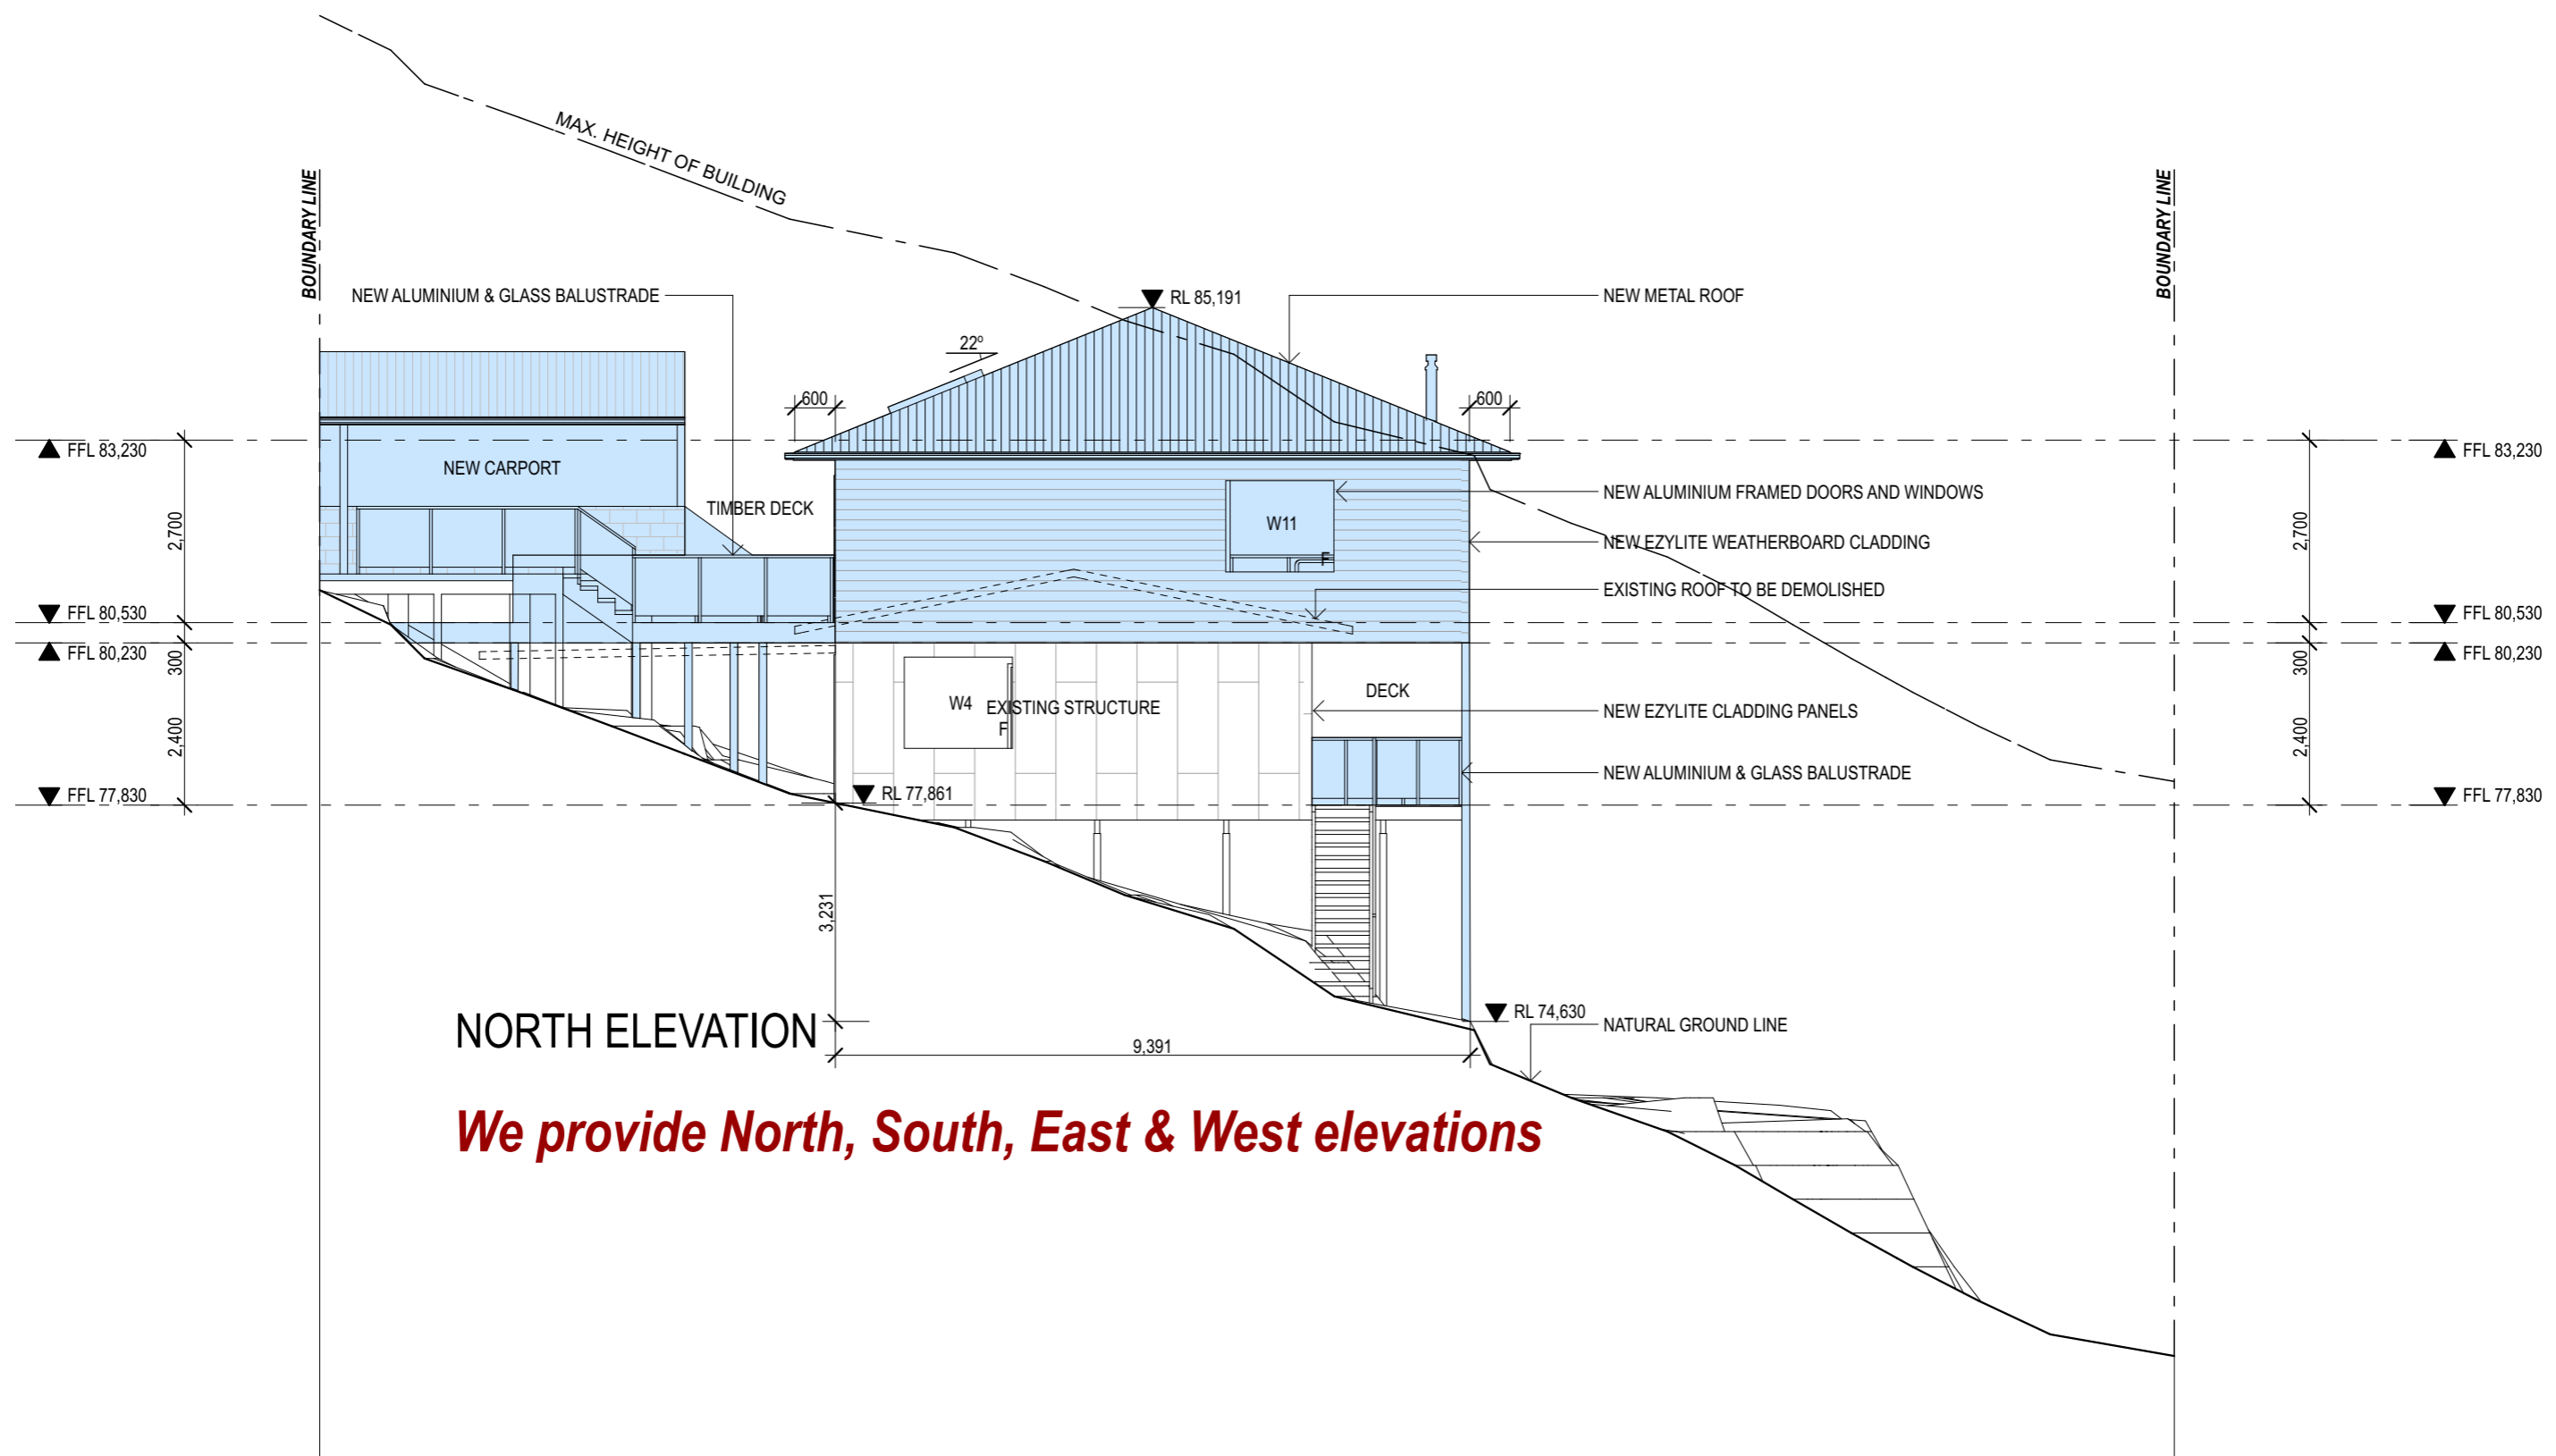 MAX. HEIGHT OF BUILDING
BOUNDARY LINE
BOUNDARY LINE
NEW ALUMINIUM & GLASS BALUSTRADE
RL 85,191
NEW METAL ROOF
22º
600
600
FFL 83,230
FFL 83,230
NEW CARPORT
TIMBER DECK
W11
F
NEW ALUMINIUM FRAMED DOORS AND WINDOWS
NEW EZYLITE WEATHERBOARD CLADDING
2,700
2,700
EXISTING ROOF TO BE DEMOLISHED
FFL 80,530
FFL 80,530
FFL 80,230
FFL 80,230
300
300
W4
EXISTING STRUCTURE
F
DECK
NEW EZYLITE CLADDING PANELS
2,400
2,400
NEW ALUMINIUM & GLASS BALUSTRADE
FFL 77,830
RL 77,861
FFL 77,830
3,231
RL 74,630
NATURAL GROUND LINE
NORTH ELEVATION
9,391
We provide North, South, East & West elevations